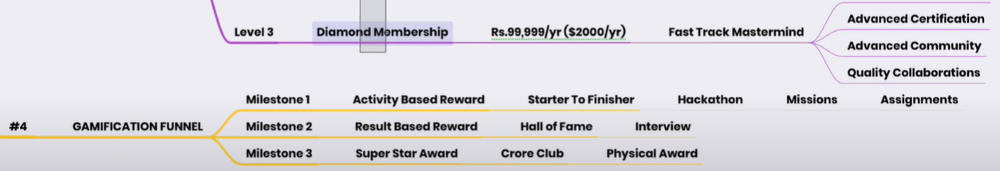 Advanced Certification
Level 3 Diamond Membership Rs.99,999/yr ($2000/yr) Fast Track Mastermind
Advanced Community
Quality Collaborations
Milestone 1 Activity Based Reward Starter To Finisher Hackathon Missions Assignments
#4 GAMIFICATION FUNNEL Milestone 2 Result Based Reward Hall of Fame Interview
Milestone 3 Super Star Award Crore Club Physical Award